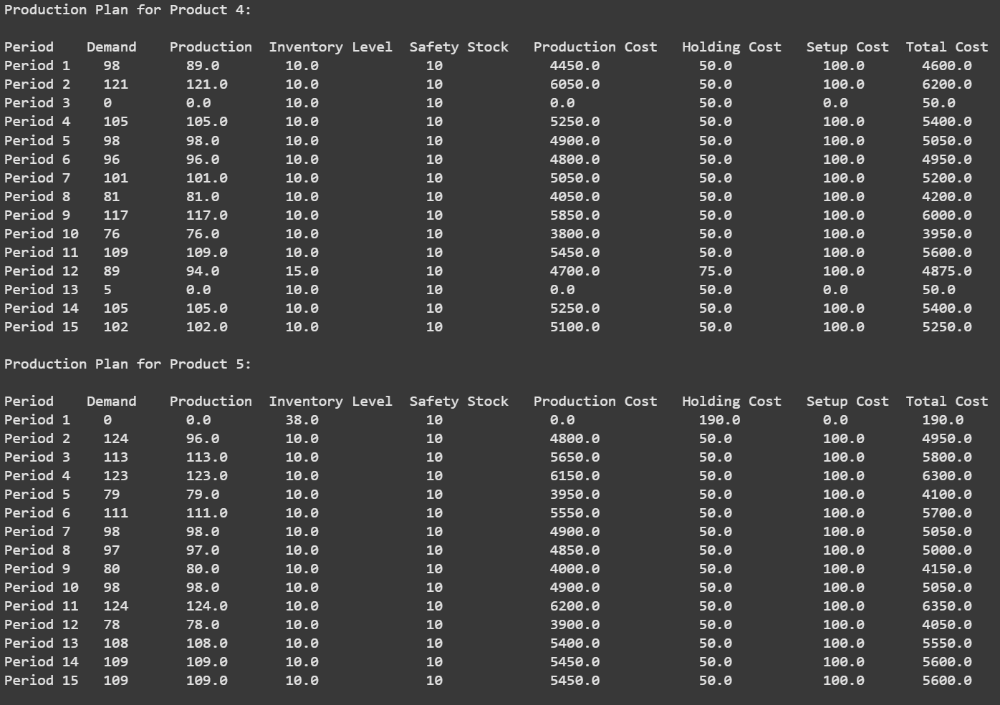 Production Plan for Product 4:
Period Demand Production Inventory Level Safety Stock Production Cost Holding Cost Setup Cost Total Cost
Period 1 98 89.0 10.0 10 4450.0 50.0 100.0 4600.0
Period 2 121 121.0 10.0 10 6050.0 50.0 100.0 6200.0
Period 3 0 0.0 10.0 10 0.0 50.0 0.0 50.0
Period 4 105 105.0 10.0 10 5250.0 50.0 100.0 5400.0
Period 5 98 98.0 10.0 10 4900.0 50.0 100.0 5050.0
Period 6 96 96.0 10.0 10 4800.0 50.0 100.0 4950.0
Period 7 101 101.0 10.0 10 5050.0 50.0 100.0 5200.0
Period 8 81 81.0 10.0 10 4050.0 50.0 100.0 4200.0
Period 9 117 117.0 10.0 10 5850.0 50.0 100.0 6000.0
Period 10 76 76.0 10.0 10 3800.0 50.0 100.0 3950.0
Period 11 109 109.0 10.0 10 5450.0 50.0 100.0 5600.0
Period 12 89 94.0 15.0 10 4700.0 75.0 100.0 4875.0
Period 13 5 0.0 10.0 10 0.0 50.0 0.0 50.0
Period 14 105 105.0 10.0 10 5250.0 50.0 100.0 5400.0
Period 15 102 102.0 10.0 10 5100.0 50.0 100.0 5250.0
Production Plan for Product 5:
Period Demand Production Inventory Level Safety Stock Production Cost Holding Cost Setup Cost Total Cost
Period 1 0 0.0 38.0 10 0.0 190.0 0.0 190.0
Period 2 124 96.0 10.0 10 4800.0 50.0 100.0 4950.0
Period 3 113 113.0 10.0 10 5650.0 50.0 100.0 5800.0
Period 4 123 123.0 10.0 10 6150.0 50.0 100.0 6300.0
Period 5 79 79.0 10.0 10 3950.0 50.0 100.0 4100.0
Period 6 111 111.0 10.0 10 5550.0 50.0 100.0 5700.0
Period 7 98 98.0 10.0 10 4900.0 50.0 100.0 5050.0
Period 8 97 97.0 10.0 10 4850.0 50.0 100.0 5000.0
Period 9 80 80.0 10.0 10 4000.0 50.0 100.0 4150.0
Period 10 98 98.0 10.0 10 4900.0 50.0 100.0 5050.0
Period 11 124 124.0 10.0 10 6200.0 50.0 100.0 6350.0
Period 12 78 78.0 10.0 10 3900.0 50.0 100.0 4050.0
Period 13 108 108.0 10.0 10 5400.0 50.0 100.0 5550.0
Period 14 109 109.0 10.0 10 5450.0 50.0 100.0 5600.0
Period 15 109 109.0 10.0 10 5450.0 50.0 100.0 5600.0